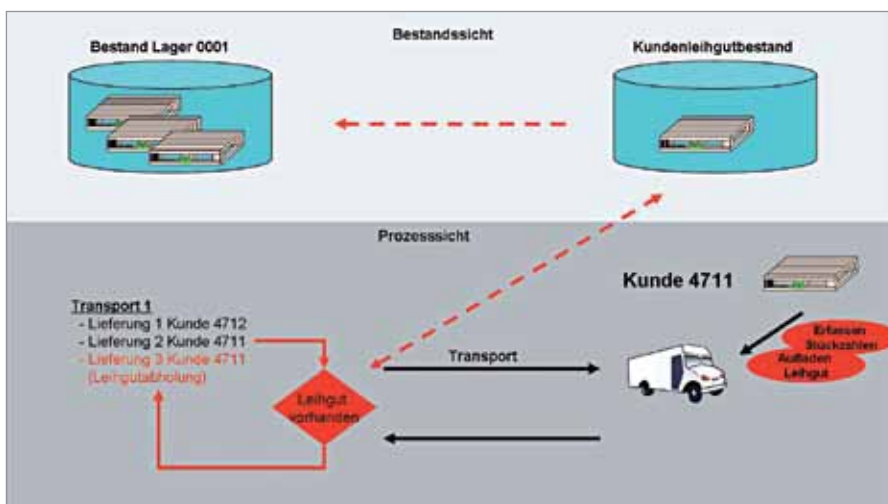 Bestandssicht
Bestand Lager 0001
Kundenleihgutbestand
Prozesssicht
Kunde 4711
Transport 1
- Lieferung 1 Kunde 4712
- Lieferung 2 Kunde 4711
- Lieferung 3 Kunde 4711
(Leihgutabholung)
Leihgut
vorhanden
Transport
Erfassen
Stückzahlen
Aufladen
Leihgut